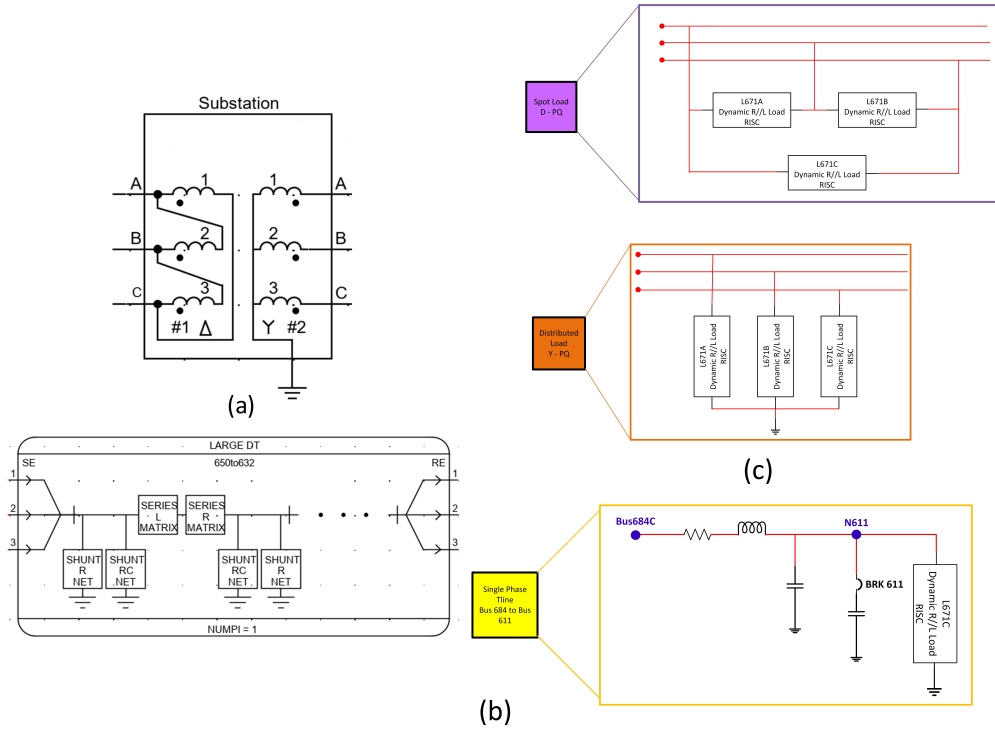 Substation
A
1
1
A
B
2
2
B
C
3
3
C
#1 Δ
Y #2
(a)
Spot Load
D - PQ
L671A
Dynamic R//L Load
RISC
L671B
Dynamic R//L Load
RISC
L671C
Dynamic R//L Load
RISC
Distributed
Load
Y - PQ
L671A
Dynamic R//L Load
RISC
L671B
Dynamic R//L Load
RISC
L671C
Dynamic R//L Load
RISC
(c)
LARGE DT
SE
650to632
RE
1
2
3
SERIES
L
MATRIX
SERIES
R
MATRIX
1
2
3
SHUNT
R
NET
SHUNT
RC
NET
SHUNT
RC
NET
SHUNT
R
NET
NUMPI = 1
Single Phase
Tline
Bus 684 to Bus
611
Bus684C
N611
BRK 611
L671C
Dynamic R//L Load
RISC
(b)